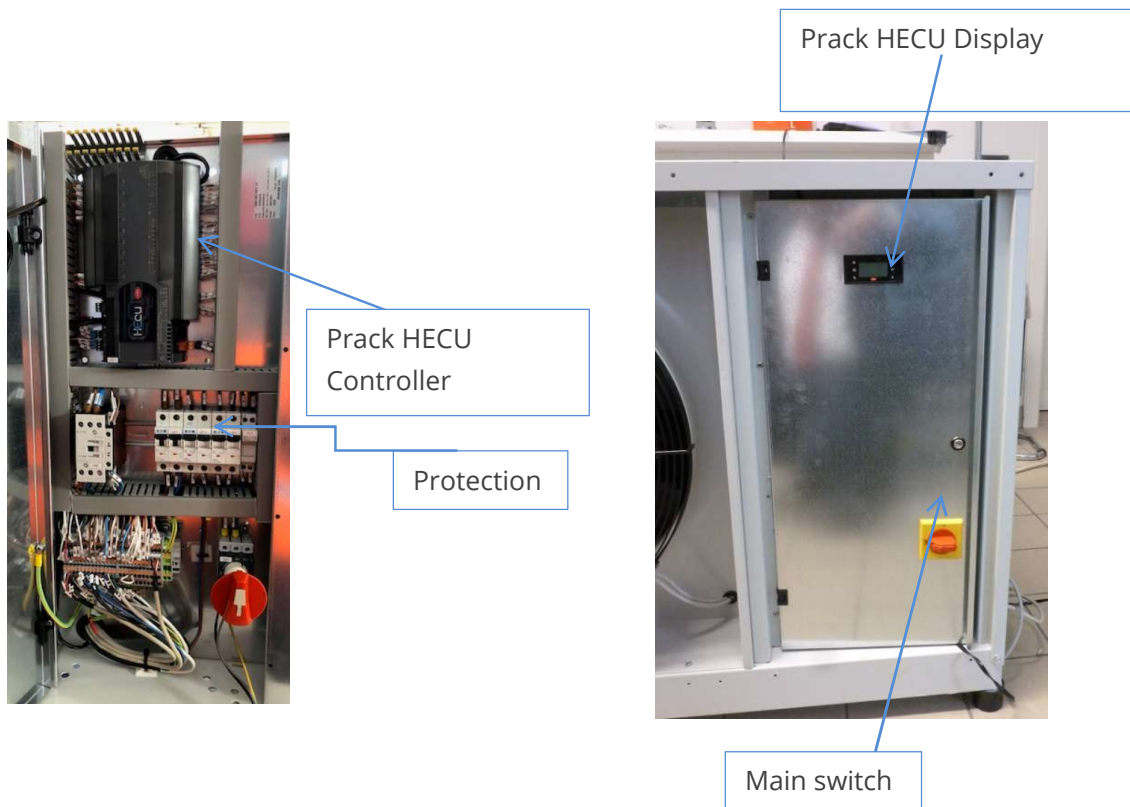 Prack HECU Display
HECU
Prack HECU
Controller
Protection
Main switch